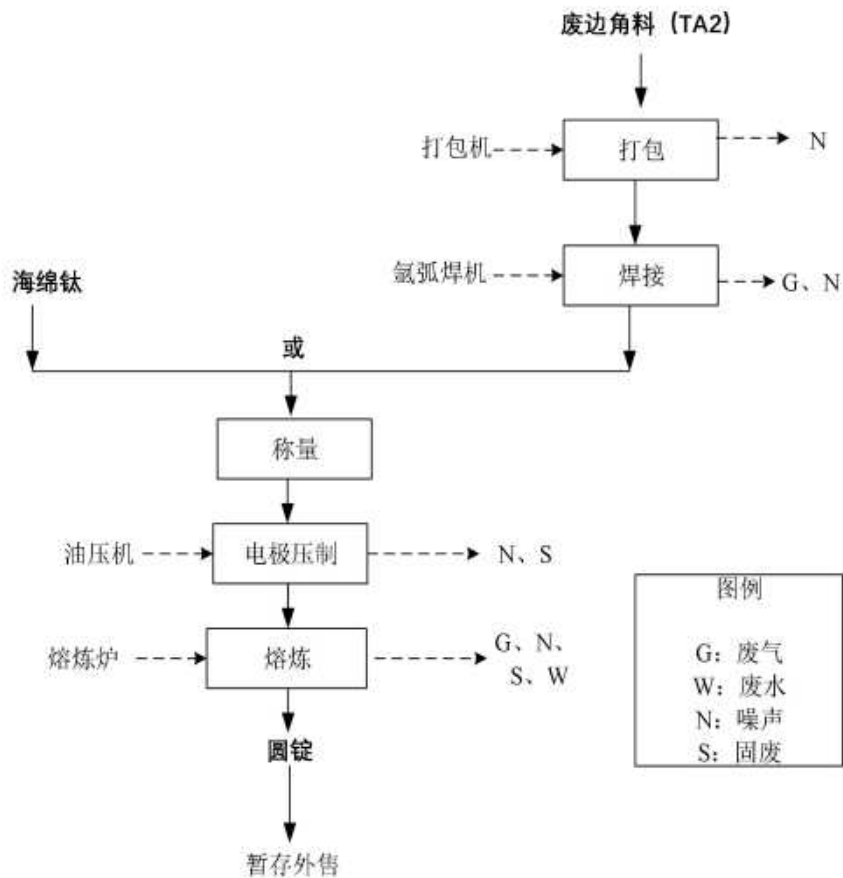 废边角料（TA2）
打包机
打包
N
氩弧焊机
焊接
G、N
海绵钛
或
称量
油压机
电极压制
N、S
熔炼炉
熔炼
G、N、
S、W
圆锭
暂存外售
图例
G：废气
W：废水
N：噪声
S：固废